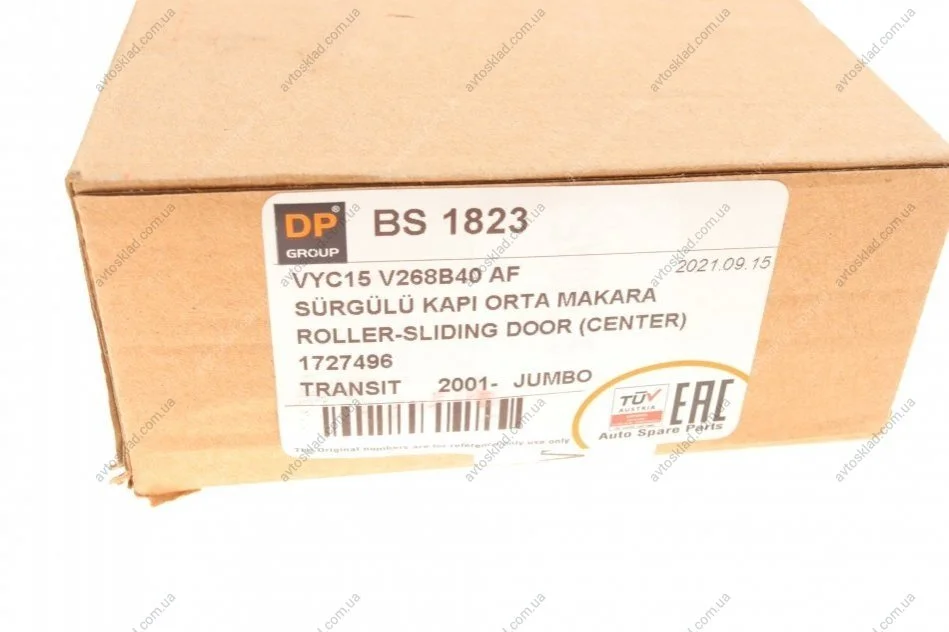 DP®
GROUP
BS 1823
2021.09.15
VYC15 V268B40 AF
SÜRGÜLÜ KAPI ORTA MAKARA
ROLLER-SLIDING DOOR (CENTER)
1727496
TRANSIT 2001- JUMBO
TÜV
AUSTRIA
EAC
Auto Spare Parts
The Original numbers are for reference only use only
avtosklad.com.ua